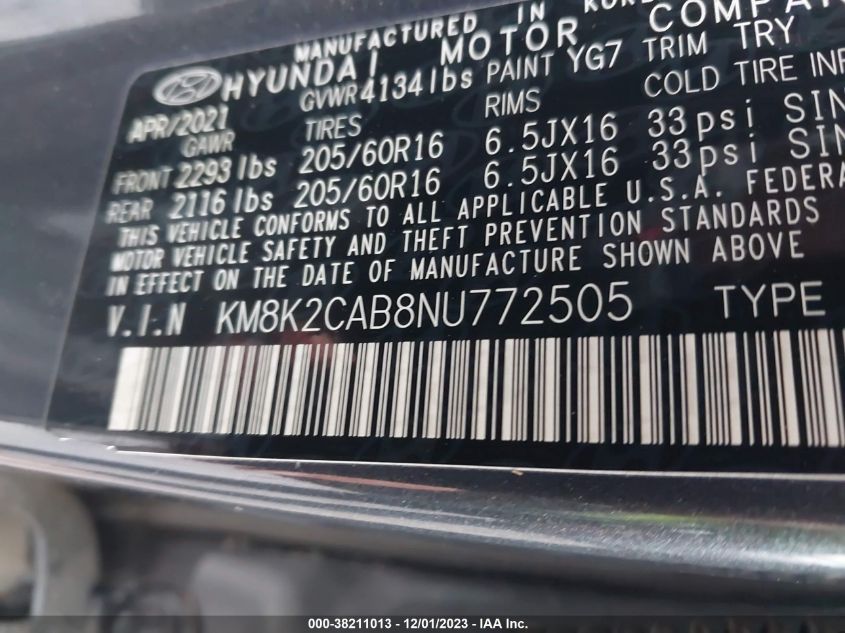 MANUFACTURED IN
HYUNDAI MOTOR COMPA
APR/2021 GVWR 4134 lbs PAINT YG7 TRIM TRY
GAWR TIRES RIMS COLD TIRE INF
FRONT 2293 lbs 205/60R16 6.5JX16 33psi SIN
REAR 2116 lbs 205/60R16 6.5JX16 33psi SIN
THIS VEHICLE CONFORMS TO ALL APPLICABLE U.S.A. FEDERA
MOTOR VEHICLE SAFETY AND THEFT PREVENTION STANDARDS
IN EFFECT ON THE DATE OF MANUFACTURE SHOWN ABOVE
V.I.N KM8K2CAB8NU772505 TYPE
000-38211013 - 12/01/2023 - IAA Inc.